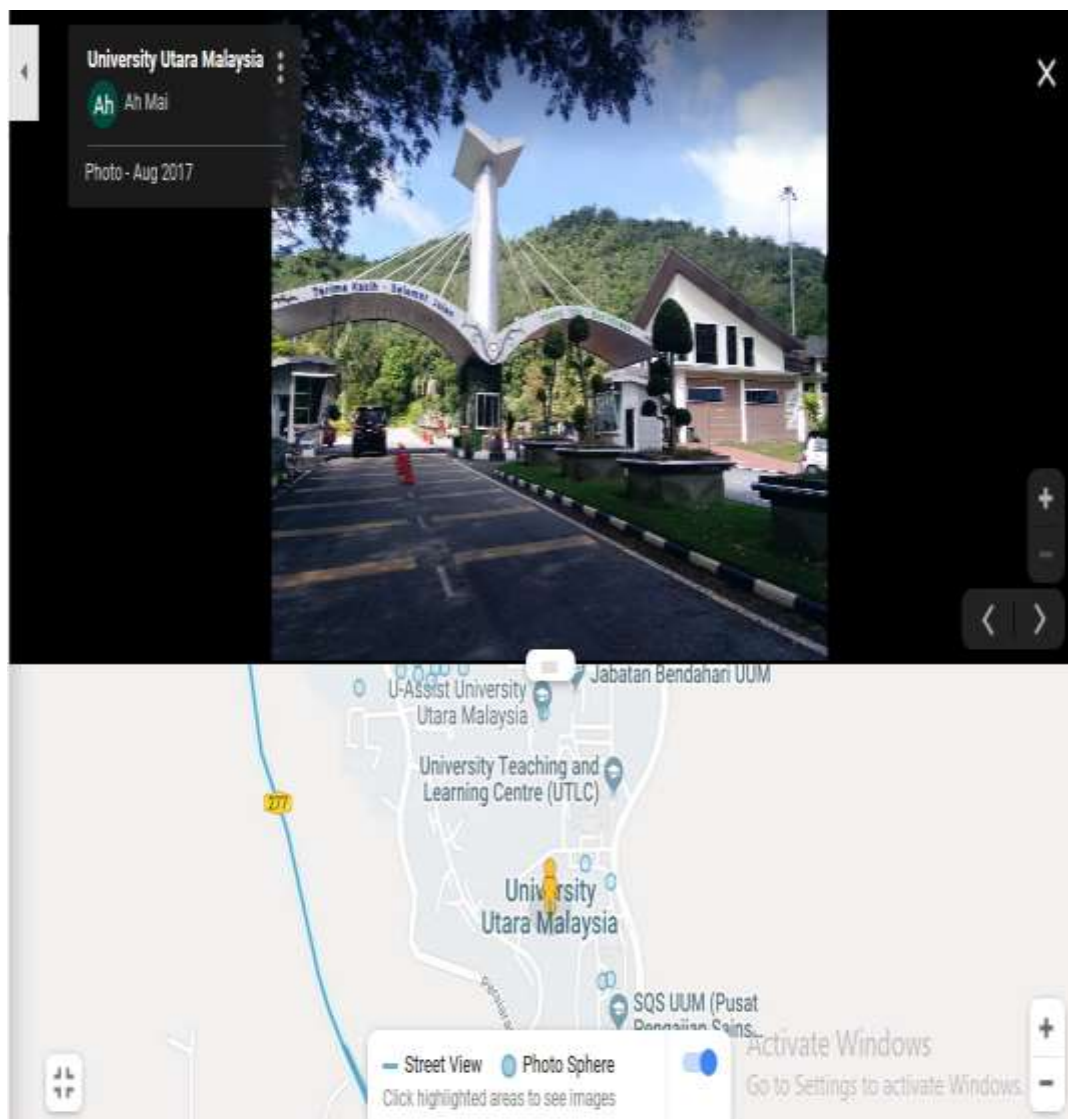 University Utara Malaysia
Ah
Ah Mai
Photo - Aug 2017
X
Terima Kasih - Selamat Jalan
+
-
Jabatan Bendahari UUM
U-Assist University
Utara Malaysia
University Teaching and
Learning Centre (UTLC)
277
University
Utara Malaysia
SQS UUM (Pusat
Pengajian Sains...
Street View
Photo Sphere
Click highlighted areas to see images
Activate Windows
Go to Settings to activate Windows.
+
-